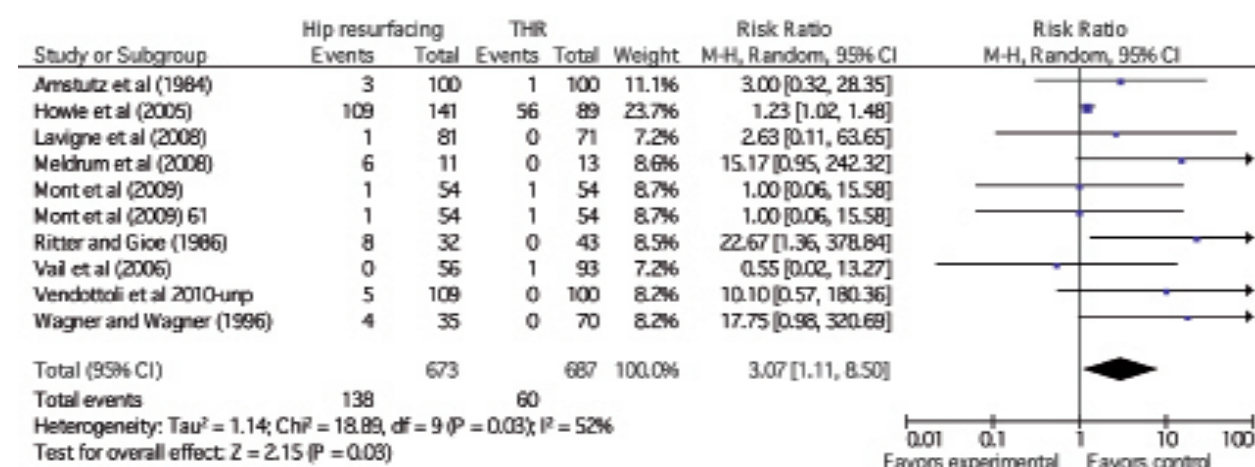 Hip resurfacing THR Risk Ratio Risk Ratio
Study or Subgroup Events Total Events Total Weight M-H, Random, 95% CI M-H, Random, 95% CI
Amstutz et al (1984) 3 100 1 100 11.1% 3.00 [0.32, 28.35]
Howie et al (2005) 109 141 56 89 23.7% 1.23 [1.02, 1.48]
Lavigne et al (2008) 1 81 0 71 7.2% 2.63 [0.11, 63.65]
Meldrum et al (2008) 6 11 0 13 8.6% 15.17 [0.95, 242.32]
Mont et al (2009) 1 54 1 54 8.7% 1.00 [0.06, 15.58]
Mont et al (2009) 61 1 54 1 54 8.7% 1.00 [0.06, 15.58]
Ritter and Gioe (1986) 8 32 0 43 8.5% 22.67 [1.36, 378.84]
Vail et al (2006) 0 56 1 93 7.2% 0.55 [0.02, 13.27]
Vendottoli et al 2010-unp 5 109 0 100 8.2% 10.10 [0.57, 180.36]
Wagner and Wagner (1996) 4 35 0 70 8.2% 17.75 [0.98, 320.69]
Total (95% CI) 673 687 100.0% 3.07 [1.11, 8.50]
Total events 138 60
Heterogeneity: Tau² = 1.14; Chi² = 18.89, df = 9 (P = 0.03); I² = 52%
Test for overall effect: Z = 2.15 (P = 0.03)
0.01 0.1 1 10 100
Favors experimental Favors control